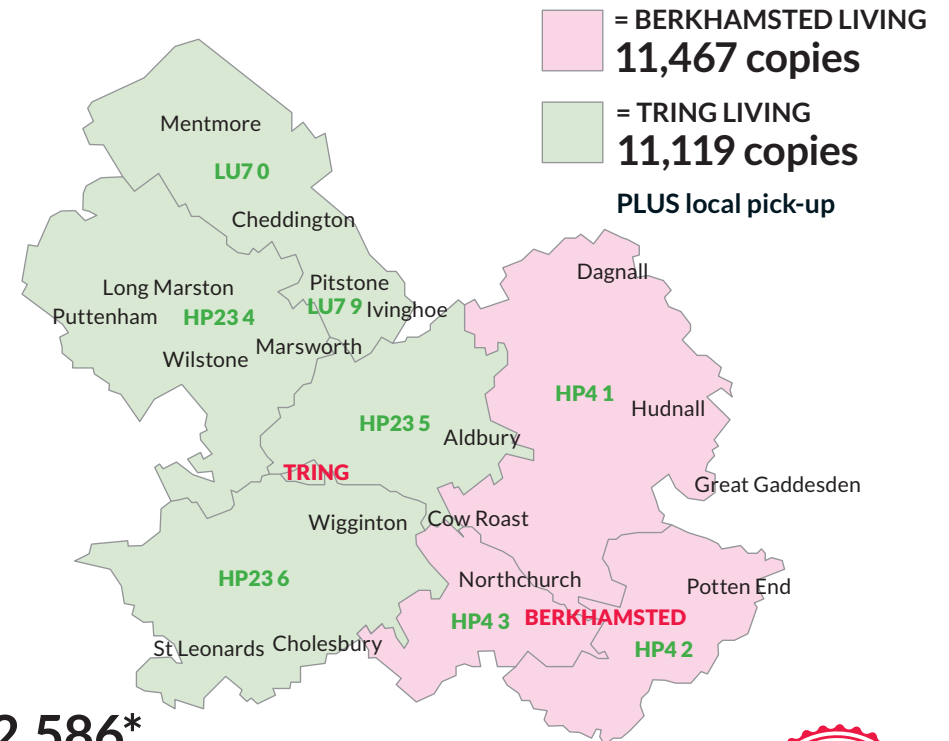 = BERKHAMSTED LIVING
11,467 copies
= TRING LIVING
11,119 copies
PLUS local pick-up
Mentmore
LU7 0
Cheddington
Dagnall
Pitstone
Long Marston
LU7 9 Ivinghoe
Puttenham HP23 4
Marsworth
Wilstone
HP4 1
Hudnall
HP23 5
Aldbury
TRING
Great Gaddesden
Wigginton
Cow Roast
HP23 6
Northchurch
Potten End
HP4 3
BERKHAMSTED
St Leonards
Cholesbury
HP4 2
2,586*